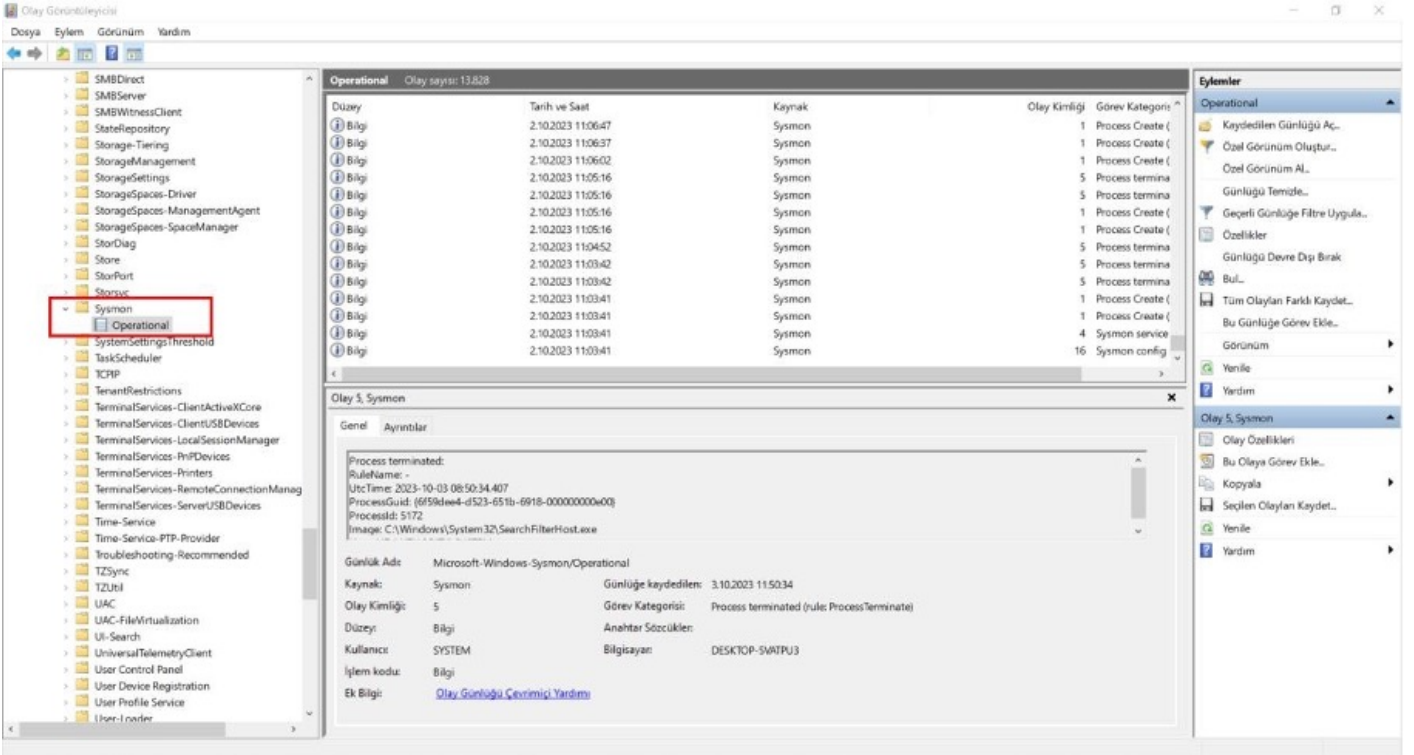 Olay Görüntüleyicisi
Dosya Eylem Görünüm Yardım
SMBDirect
SMBServer
SMBWitnessClient
StateRepository
Storage-Tiering
StorageManagement
StorageSettings
StorageSpaces-Driver
StorageSpaces-ManagementAgent
StorageSpaces-SpaceManager
StorDiag
Store
StorPort
Storsvc
Sysmon
Operational
SystemSettingsThreshold
TaskScheduler
TCPIP
TenantRestrictions
TerminalServices-ClientActiveXCore
TerminalServices-ClientUSBDevices
TerminalServices-LocalSessionManager
TerminalServices-PnPDevices
TerminalServices-Printers
TerminalServices-RemoteConnectionManag
TerminalServices-ServerUSBDevices
Time-Service
Time-Service-PTP-Provider
Troubleshooting-Recommended
TZSync
TZUtil
UAC
UAC-FileVirtualization
UI-Search
UniversalTelemetryClient
User Control Panel
User Device Registration
User Profile Service
User-Loader
Operational Olay sayısı: 13.828
Düzey Tarih ve Saat Kaynak Olay Kimliği Görev Kategoris
Bilgi 2.10.2023 11:06:47 Sysmon 1 Process Create (
Bilgi 2.10.2023 11:06:37 Sysmon 1 Process Create (
Bilgi 2.10.2023 11:06:02 Sysmon 1 Process Create (
Bilgi 2.10.2023 11:05:16 Sysmon 5 Process termina
Bilgi 2.10.2023 11:05:16 Sysmon 5 Process termina
Bilgi 2.10.2023 11:05:16 Sysmon 1 Process Create (
Bilgi 2.10.2023 11:05:16 Sysmon 1 Process Create (
Bilgi 2.10.2023 11:04:52 Sysmon 5 Process termina
Bilgi 2.10.2023 11:03:42 Sysmon 5 Process termina
Bilgi 2.10.2023 11:03:42 Sysmon 5 Process termina
Bilgi 2.10.2023 11:03:41 Sysmon 1 Process Create (
Bilgi 2.10.2023 11:03:41 Sysmon 1 Process Create (
Bilgi 2.10.2023 11:03:41 Sysmon 4 Sysmon service
Bilgi 2.10.2023 11:03:41 Sysmon 16 Sysmon config
Olay 5, Sysmon
Genel Ayrıntılar
Process terminated:
RuleName: -
UtcTime: 2023-10-03 08:50:34.407
ProcessGuid: {6f59dee4-d523-651b-6918-000000000e00}
ProcessId: 5172
Image: C:\Windows\System32\SearchFilterHost.exe
Günlük Adı: Microsoft-Windows-Sysmon/Operational
Kaynak: Sysmon Günlüğe kaydedilen: 3.10.2023 11:50:34
Olay Kimliği: 5 Görev Kategorisi: Process terminated (rule: ProcessTerminate)
Düzey: Bilgi Anahtar Sözcükler:
Kullanıcı: SYSTEM Bilgisayar: DESKTOP-SVATPU3
İşlem kodu: Bilgi
Ek Bilgi: Olay Günlüğü Çevrimiçi Yardımı
Eylemler
Operational
Kaydedilen Günlüğü Aç...
Özel Görünüm Oluştur...
Özel Görünüm Al...
Günlüğü Temizle...
Geçerli Günlüğe Filtre Uygula...
Özellikler
Günlüğü Devre Dışı Bırak
Bul...
Tüm Olayları Farklı Kaydet...
Bu Günlüğe Görev Ekle...
Görünüm
Yenile
Yardım
Olay 5, Sysmon
Olay Özellikleri
Bu Olaya Görev Ekle...
Kopyala
Seçilen Olayları Kaydet...
Yenile
Yardım